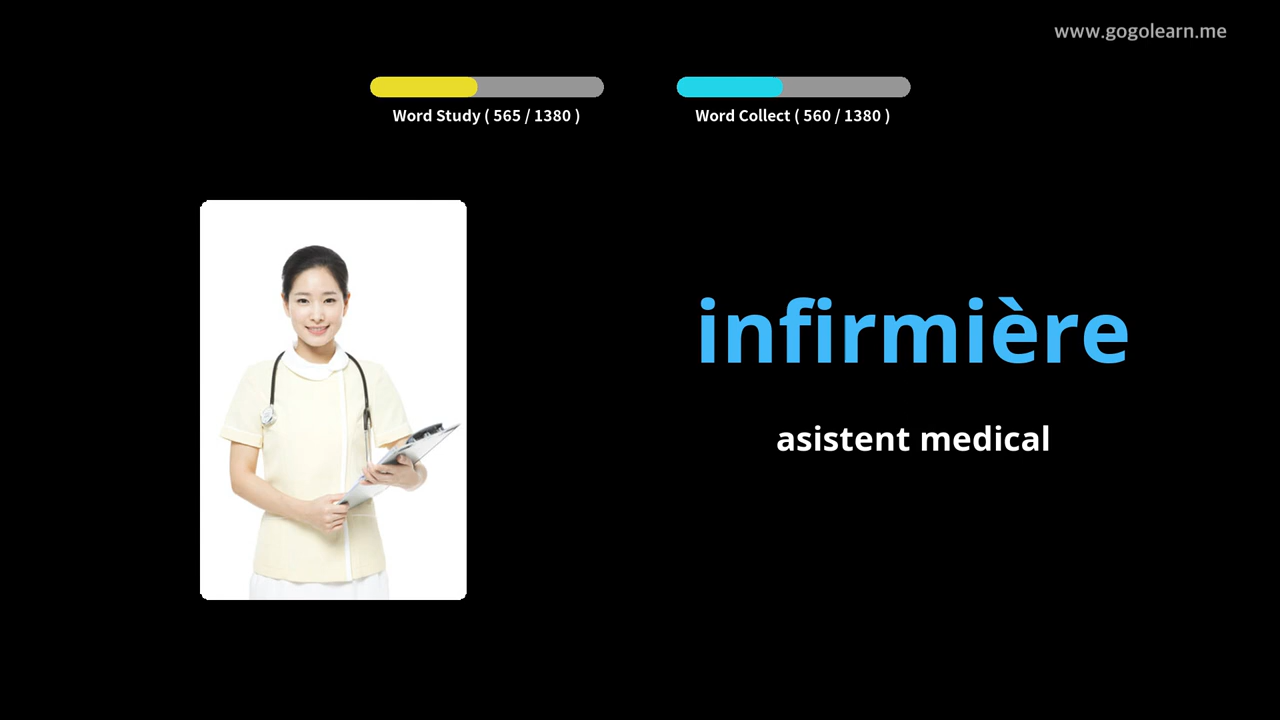 www.gogolearn.me
Word Study ( 565 / 1380 )
Word Collect ( 560 / 1380 )
infirmière
asistent medical